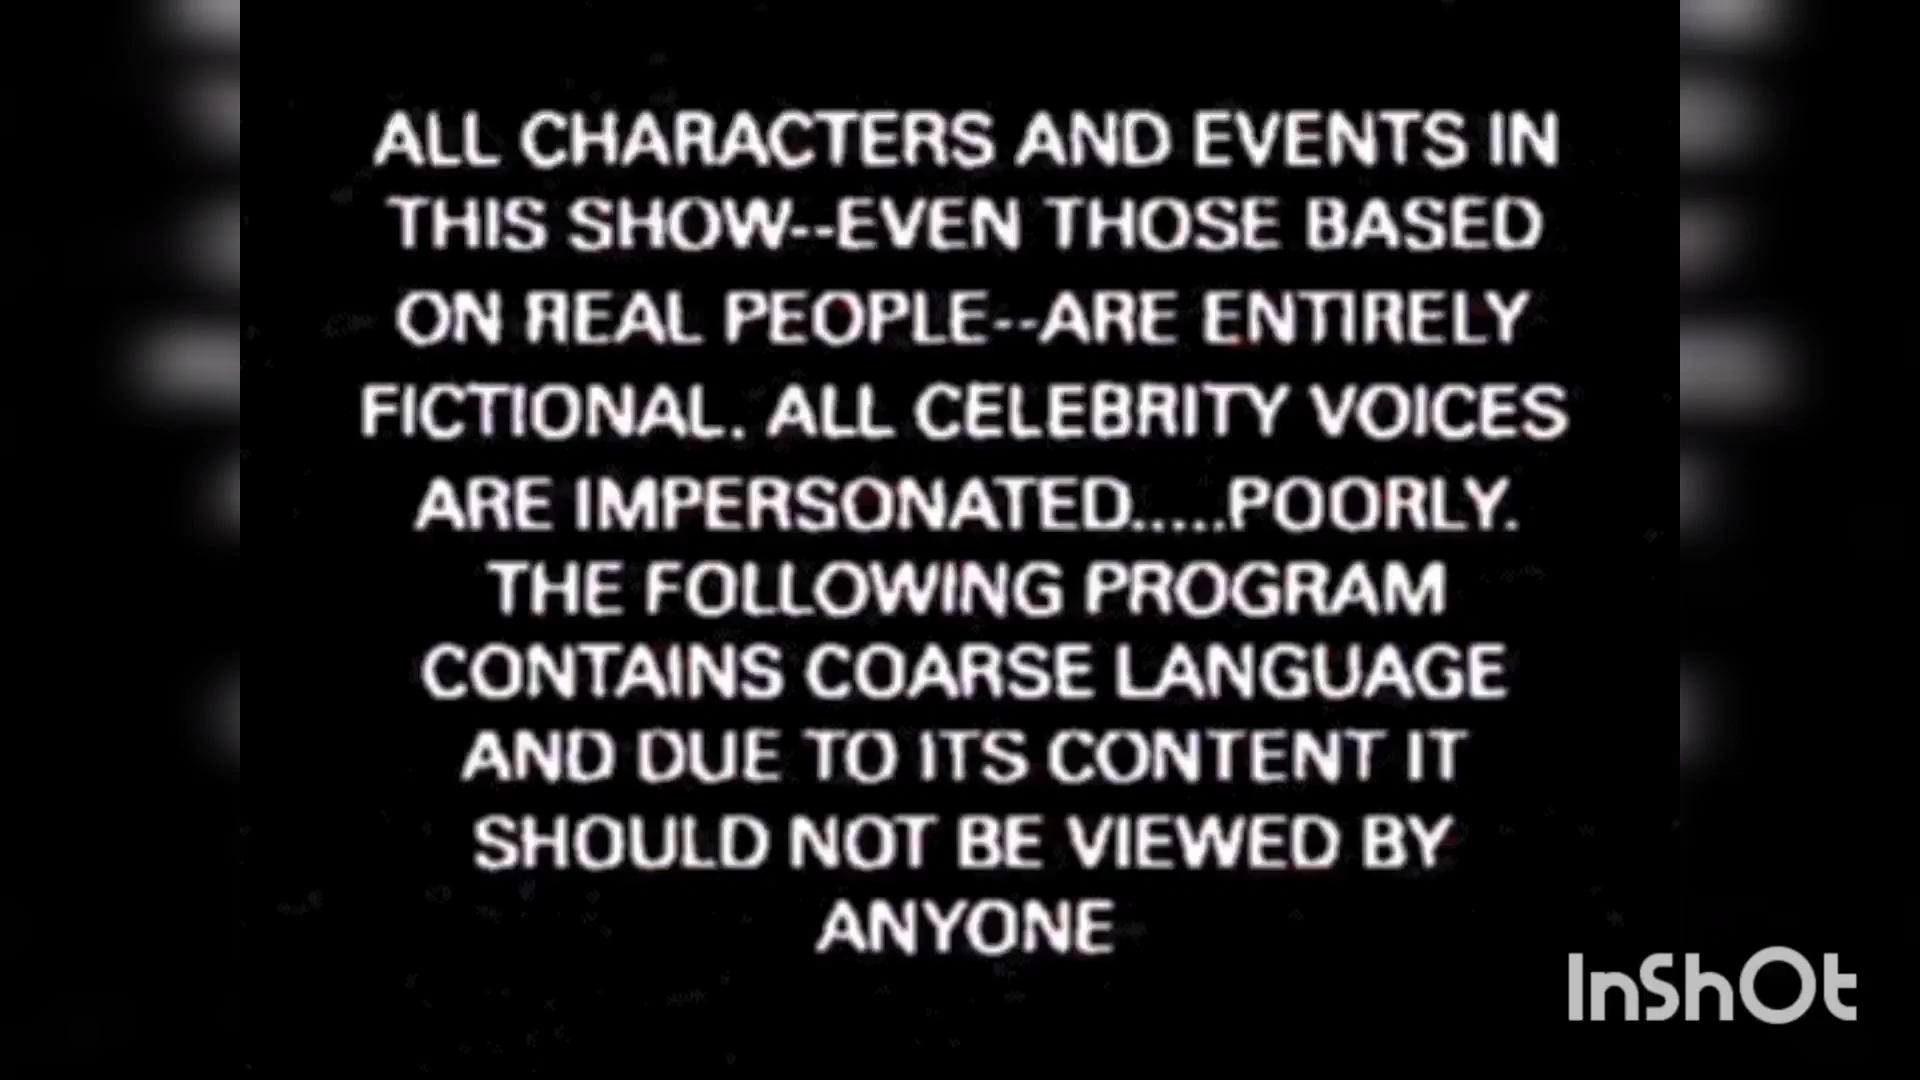 ALL CHARACTERS AND EVENTS IN
THIS SHOW--EVEN THOSE BASED
ON REAL PEOPLE--ARE ENTIRELY
FICTIONAL. ALL CELEBRITY VOICES
ARE IMPERSONATED.....POORLY.
THE FOLLOWING PROGRAM
CONTAINS COARSE LANGUAGE
AND DUE TO ITS CONTENT IT
SHOULD NOT BE VIEWED BY
ANYONE
InShOt